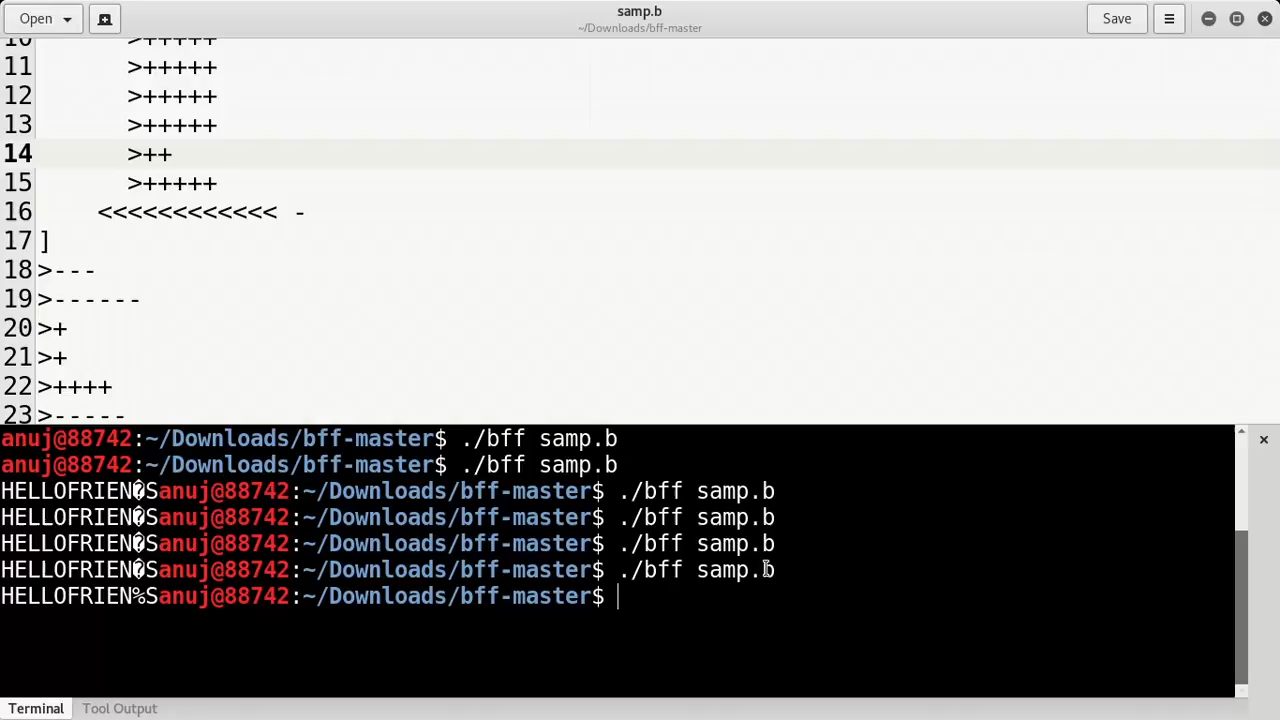 Open
samp.b
~/Downloads/bff-master
Save
10 >+++++
11 >+++++
12 >+++++
13 >+++++
14 >++
15 >+++++
16 <<<<<<<<<<<< -
17 ]
18 >---
19 >------
20 >+
21 >+
22 >++++
23 >-----
anuj@88742:~/Downloads/bff-master$ ./bff samp.b
anuj@88742:~/Downloads/bff-master$ ./bff samp.b
HELLOFRIEN�Sanuj@88742:~/Downloads/bff-master$ ./bff samp.b
HELLOFRIEN�Sanuj@88742:~/Downloads/bff-master$ ./bff samp.b
HELLOFRIEN�Sanuj@88742:~/Downloads/bff-master$ ./bff samp.b
HELLOFRIEN�Sanuj@88742:~/Downloads/bff-master$ ./bff samp.b
HELLOFRIEN%Sanuj@88742:~/Downloads/bff-master$
Terminal Tool Output